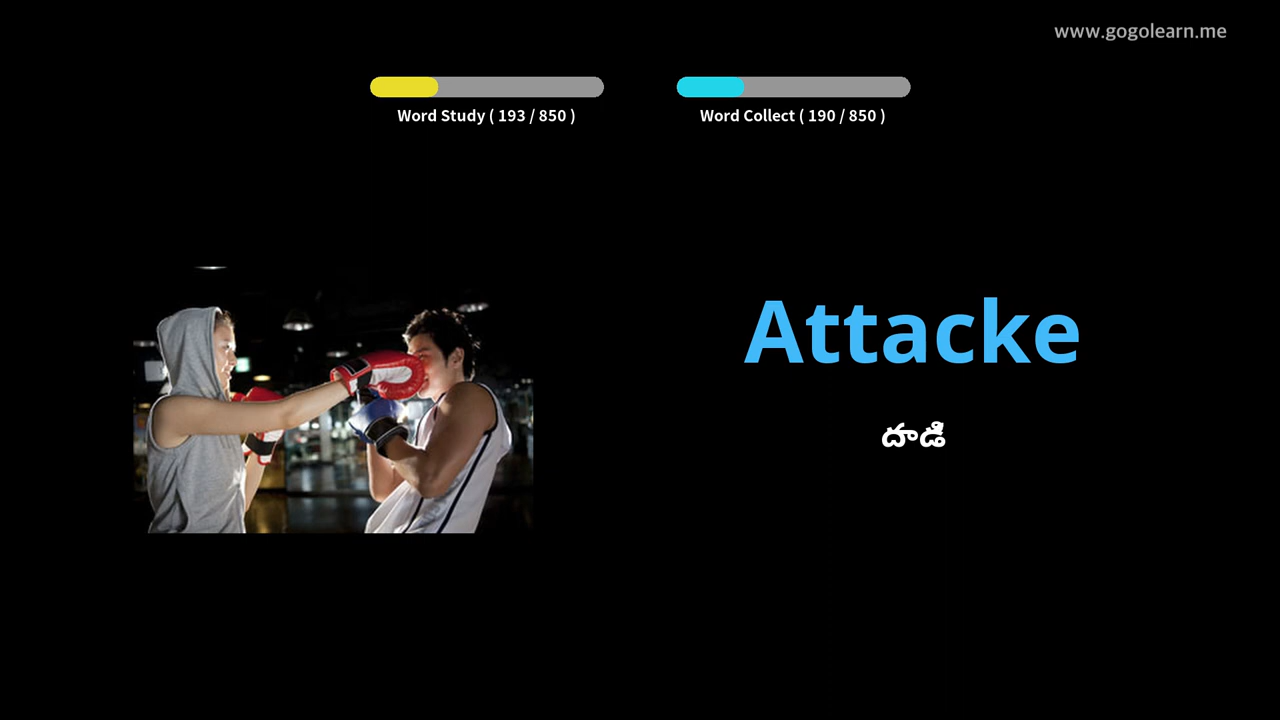 www.gogolearn.me
Word Study ( 193 / 850 )
Word Collect ( 190 / 850 )
Attacke
దాడి